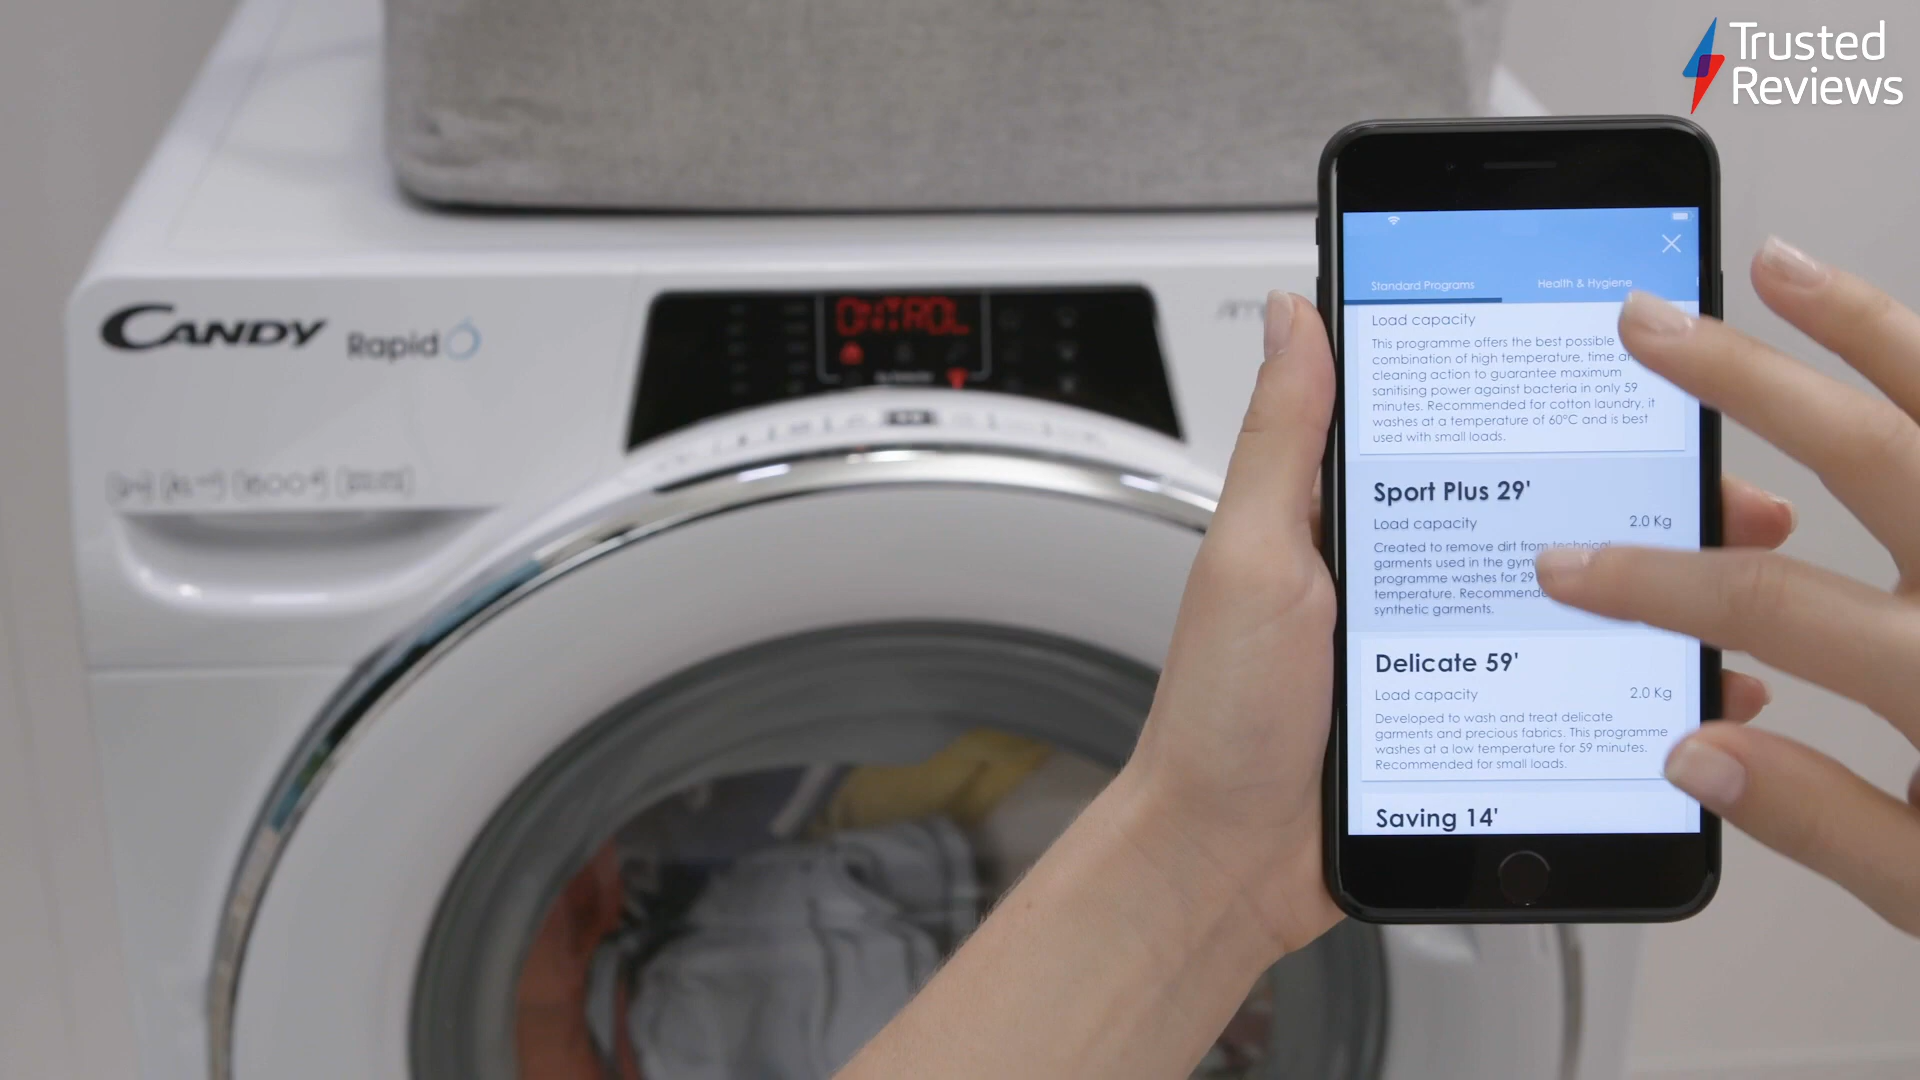 Trusted
Reviews
CANDY
Rapid
ONTROL
Standard Programs
Health & Hygiene
Load capacity
This programme offers the best possible
combination of high temperature, time an
cleaning action to guarantee maximum
sanitising power against bacteria in only 59
minutes. Recommended for cotton laundry, it
washes at a temperature of 60°C and is best
used with small loads.
Sport Plus 29'
Load capacity 2.0 Kg
Created to remove dirt from technical
garments used in the gym
programme washes for 29
temperature. Recommende
synthetic garments.
Delicate 59'
Load capacity 2.0 Kg
Developed to wash and treat delicate
garments and precious fabrics. This programme
washes at a low temperature for 59 minutes.
Recommended for small loads.
Saving 14'